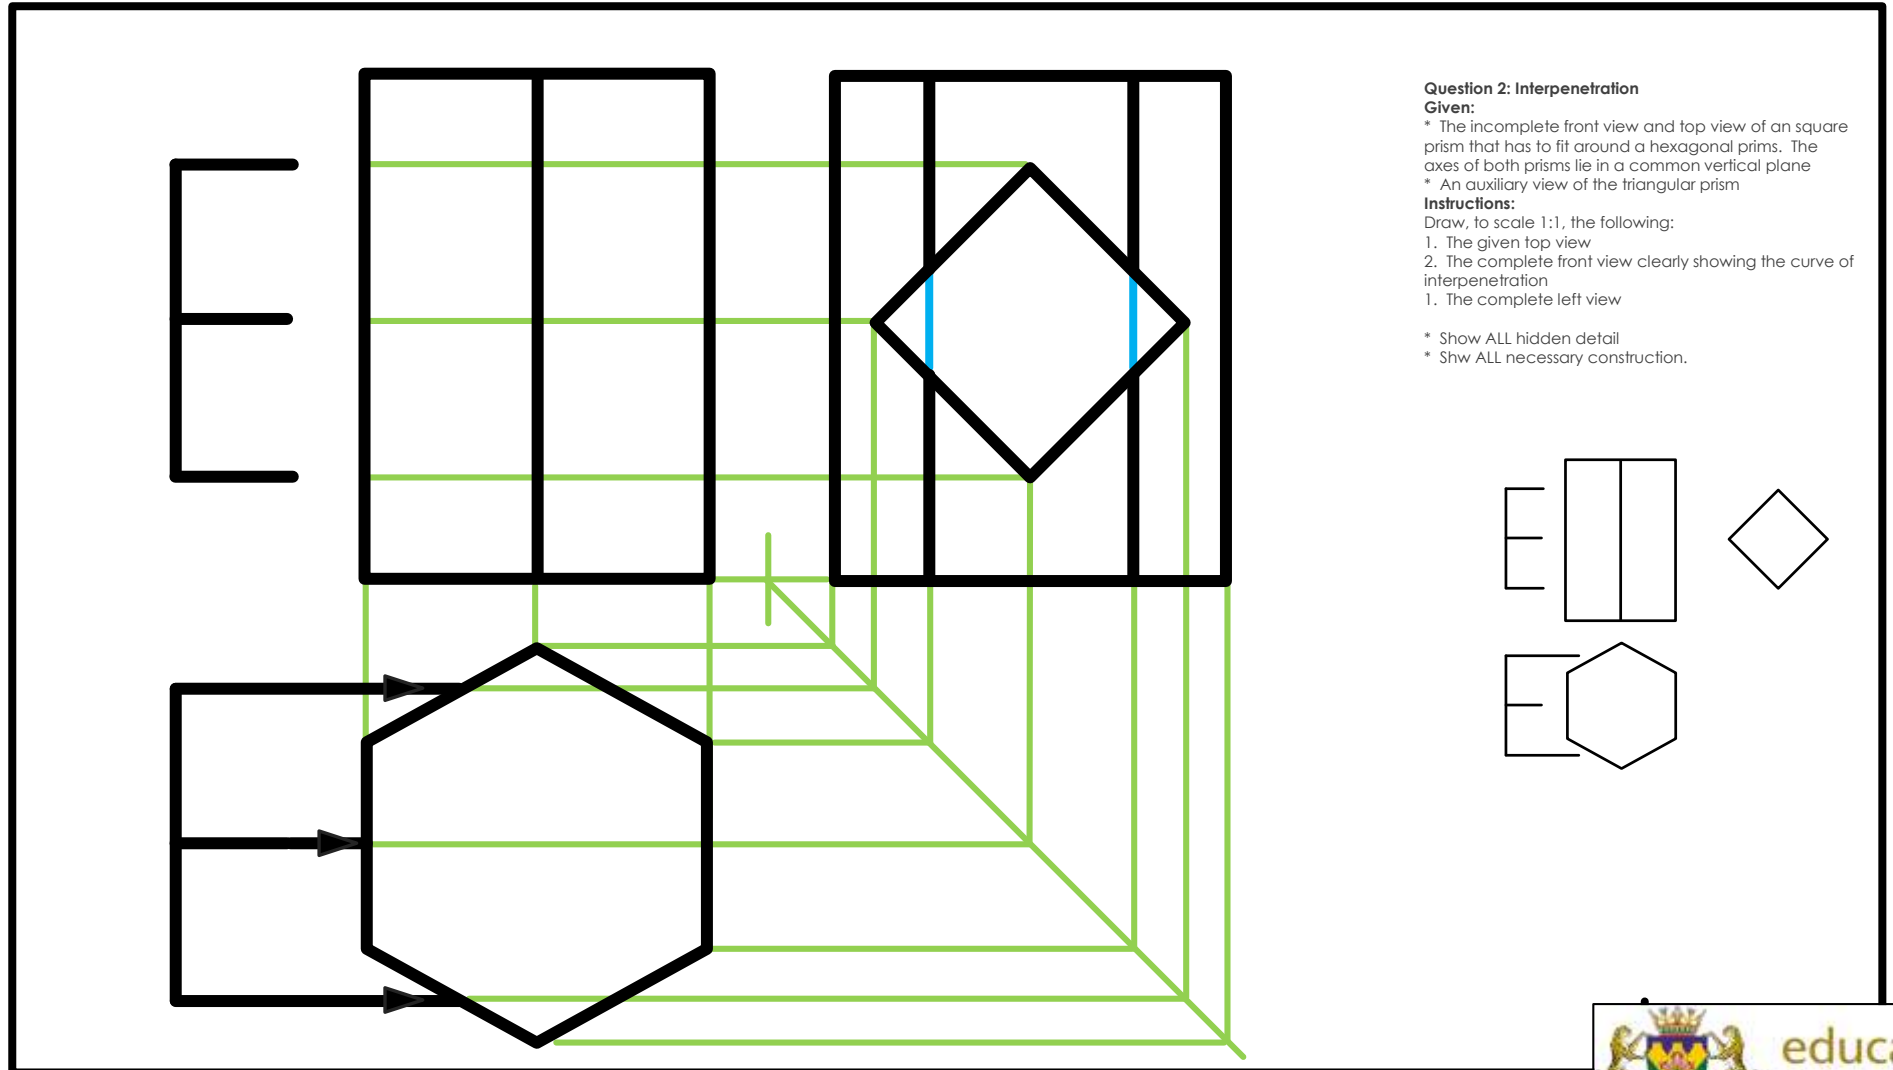 Question 2: Interpenetration
Given:
* The incomplete front view and top view of an square
prism that has to fit around a hexagonal prims. The
axes of both prisms lie in a common vertical plane
* An auxiliary view of the triangular prism
Instructions:
Draw, to scale 1:1, the following:
1. The given top view
2. The complete front view clearly showing the curve of
interpenetration
1. The complete left view
* Show ALL hidden detail
* Shw ALL necessary construction.